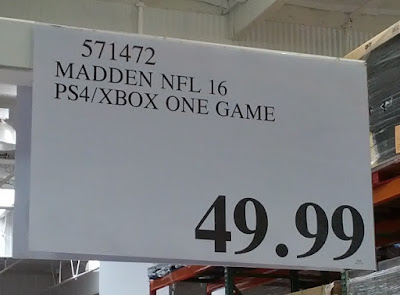 571472
MADDEN NFL 16
PS4/XBOX ONE GAME
49.99